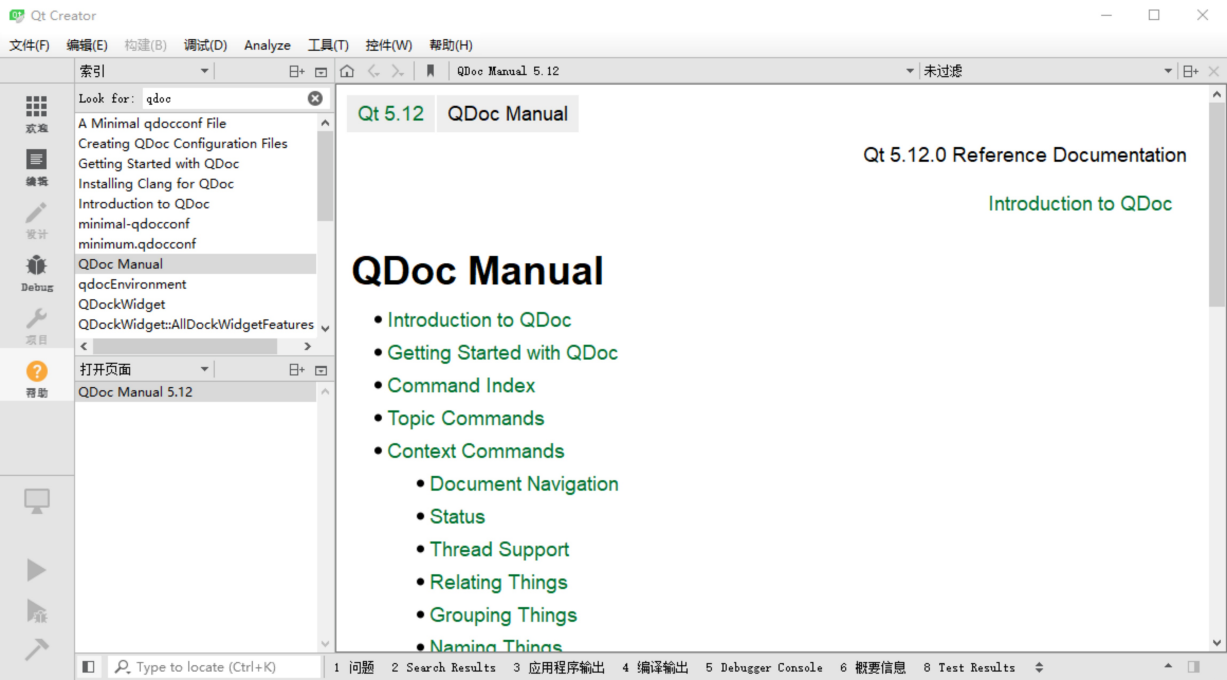 Qt Creator
文件(F) 编辑(E) 构建(B) 调试(D) Analyze 工具(T) 控件(W) 帮助(H)
索引
QDoc Manual 5.12
未过滤
欢迎
编辑
设计
Debug
项目
帮助
Look for: qdoc
A Minimal qdocconf File
Creating QDoc Configuration Files
Getting Started with QDoc
Installing Clang for QDoc
Introduction to QDoc
minimal-qdocconf
minimum.qdocconf
QDoc Manual
qdocEnvironment
QDockWidget
QDockWidget::AllDockWidgetFeatures
打开页面
QDoc Manual 5.12
Qt 5.12 QDoc Manual
Qt 5.12.0 Reference Documentation
Introduction to QDoc
QDoc Manual
• Introduction to QDoc
• Getting Started with QDoc
• Command Index
• Topic Commands
• Context Commands
• Document Navigation
• Status
• Thread Support
• Relating Things
• Grouping Things
• Naming Things
Type to locate (Ctrl+K)
1 问题 2 Search Results 3 应用程序输出 4 编译输出 5 Debugger Console 6 概要信息 8 Test Results